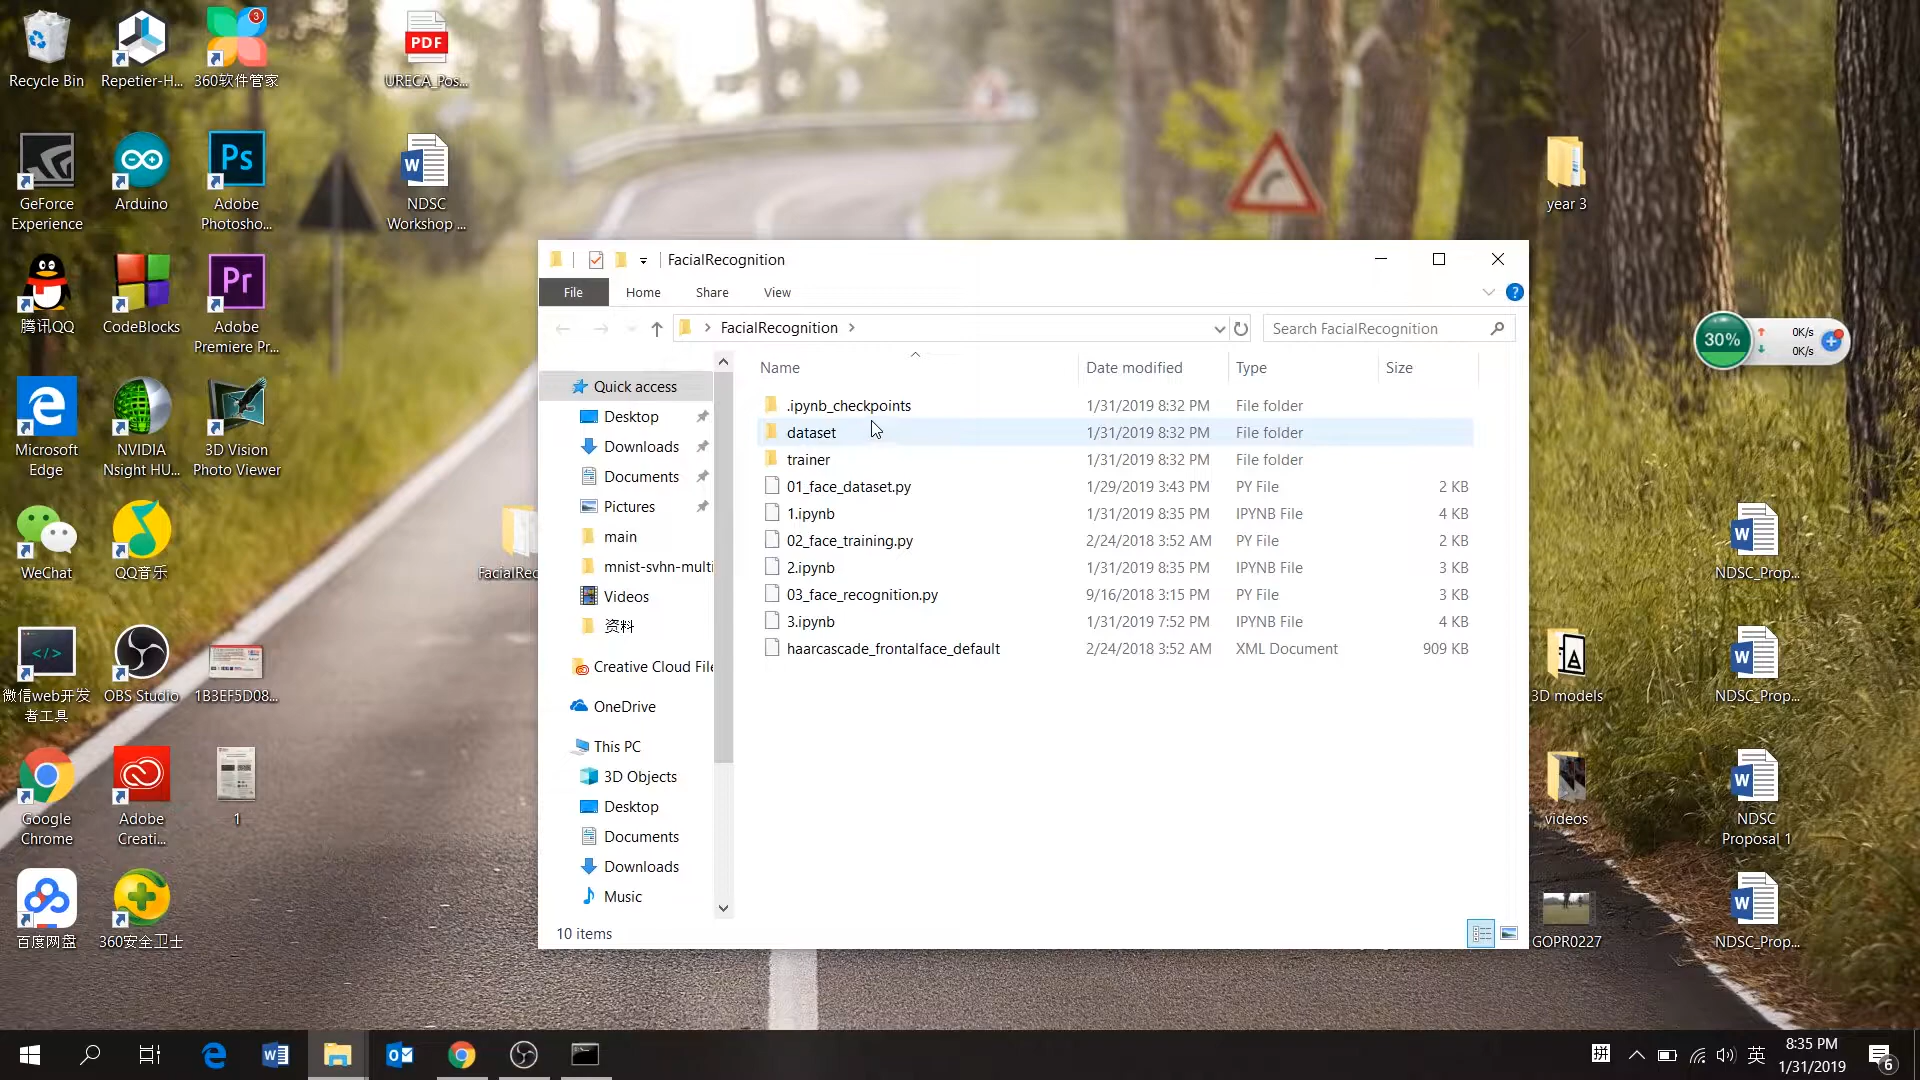 Recycle Bin
Repetier-H...
3
360软件管家
PDF
URECA_Pos...
GeForce
Experience
Arduino
Ps
Adobe
Photosho...
W
NDSC
Workshop ...
year 3
腾讯QQ
CodeBlocks
Pr
Adobe
Premiere Pr...
Microsoft
Edge
NVIDIA
Nsight HU...
3D Vision
Photo Viewer
WeChat
QQ音乐
FacialRec
微信web开发
者工具
OBS Studio
1B3EF5D08...
Google
Chrome
Adobe
Creati...
1
百度网盘
360安全卫士
FacialRecognition
File
Home
Share
View
FacialRecognition
Search FacialRecognition
Quick access
Desktop
Downloads
Documents
Pictures
main
mnist-svhn-multi
Videos
资料
Creative Cloud File
OneDrive
This PC
3D Objects
Desktop
Documents
Downloads
Music
Name Date modified Type Size
.ipynb_checkpoints 1/31/2019 8:32 PM File folder
dataset 1/31/2019 8:32 PM File folder
trainer 1/31/2019 8:32 PM File folder
01_face_dataset.py 1/29/2019 3:43 PM PY File 2 KB
1.ipynb 1/31/2019 8:35 PM IPYNB File 4 KB
02_face_training.py 2/24/2018 3:52 AM PY File 2 KB
2.ipynb 1/31/2019 8:35 PM IPYNB File 3 KB
03_face_recognition.py 9/16/2018 3:15 PM PY File 3 KB
3.ipynb 1/31/2019 7:52 PM IPYNB File 4 KB
haarcascade_frontalface_default 2/24/2018 3:52 AM XML Document 909 KB
10 items
30%
0K/s
0K/s
W
NDSC_Prop...
3D models
W
NDSC_Prop...
videos
W
NDSC
Proposal 1
GOPR0227
W
NDSC_Prop...
拼
英
8:35 PM
1/31/2019
6